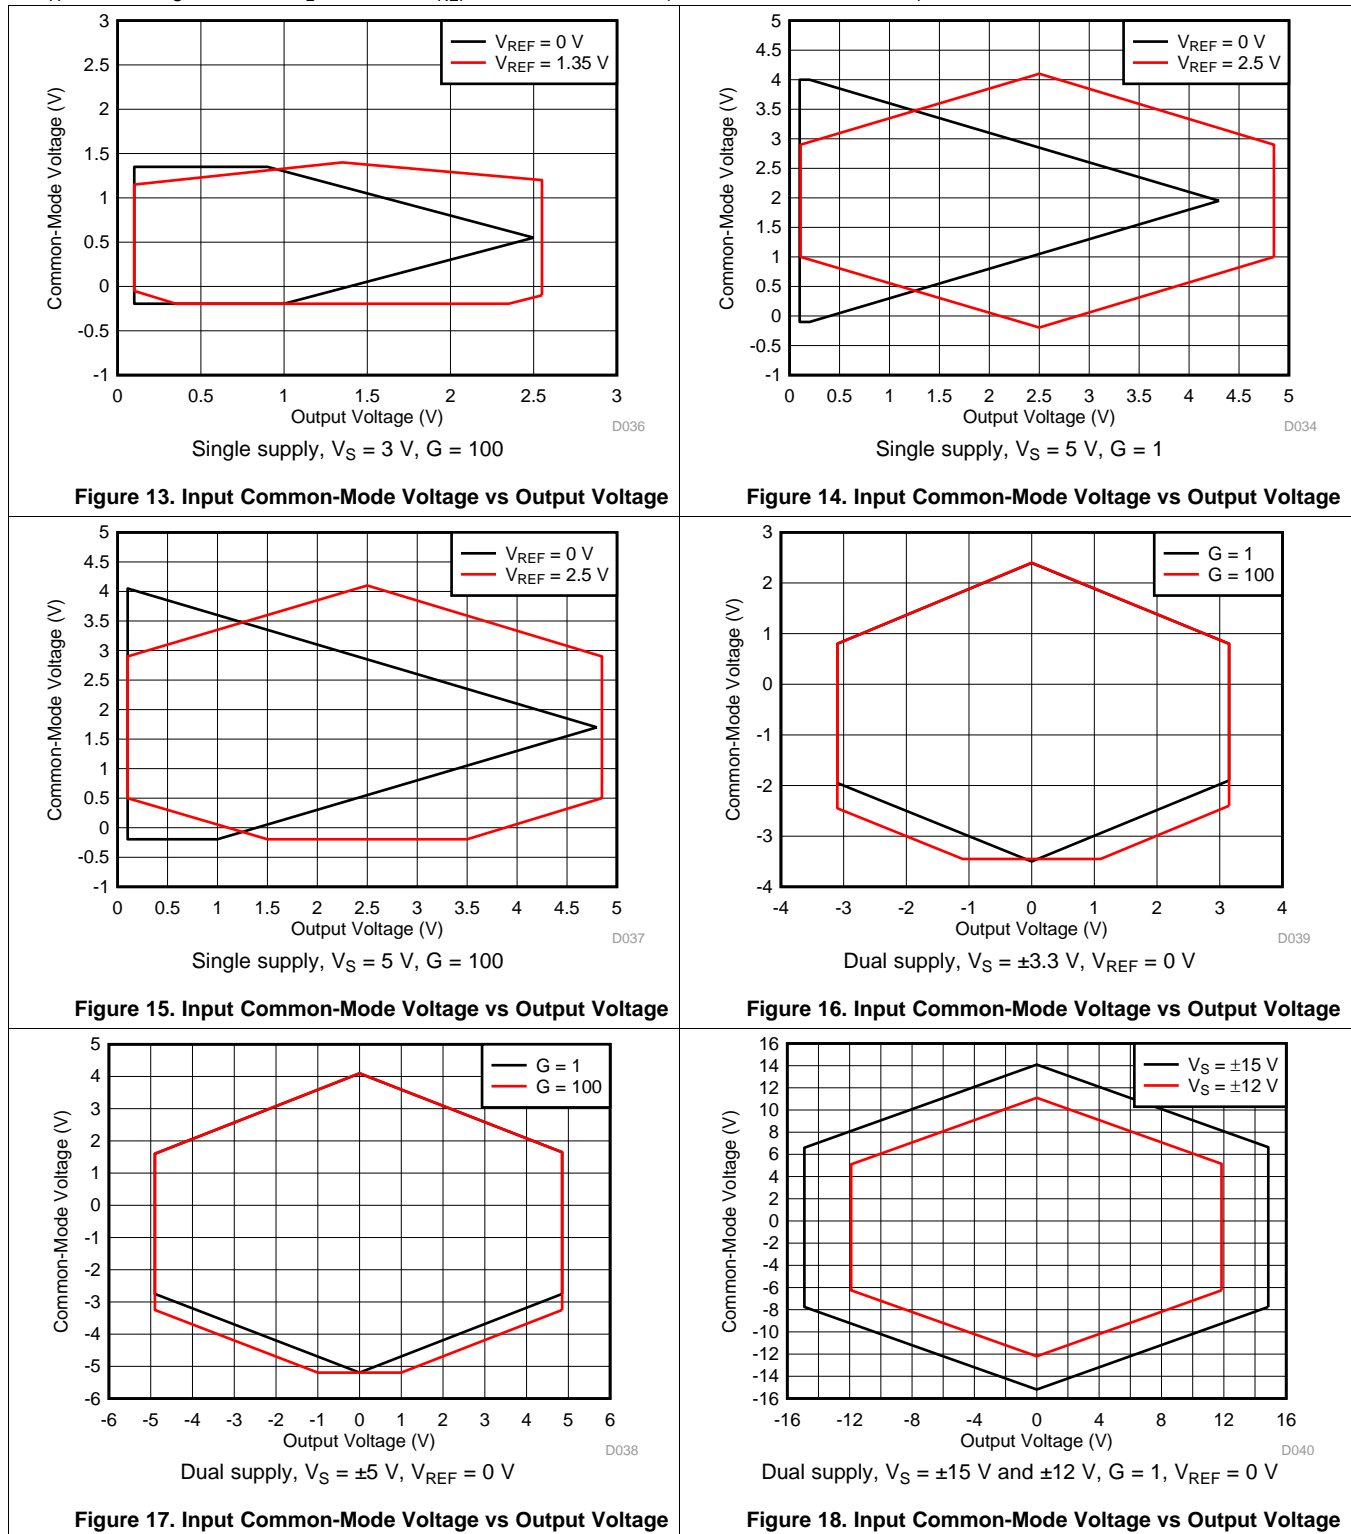 3
2.5
2
1.5
1
0.5
0
-0.5
-1
0 0.5 1 1.5 2 2.5 3
Common-Mode Voltage (V)
Output Voltage (V)
VREF = 0 V
VREF = 1.35 V
D036
Single supply, VS = 3 V, G = 100
Figure 13. Input Common-Mode Voltage vs Output Voltage
5
4.5
4
3.5
3
2.5
2
1.5
1
0.5
0
-0.5
-1
0 0.5 1 1.5 2 2.5 3 3.5 4 4.5 5
Common-Mode Voltage (V)
Output Voltage (V)
VREF = 0 V
VREF = 2.5 V
D034
Single supply, VS = 5 V, G = 1
Figure 14. Input Common-Mode Voltage vs Output Voltage
5
4.5
4
3.5
3
2.5
2
1.5
1
0.5
0
-0.5
-1
0 0.5 1 1.5 2 2.5 3 3.5 4 4.5 5
Common-Mode Voltage (V)
Output Voltage (V)
VREF = 0 V
VREF = 2.5 V
D037
Single supply, VS = 5 V, G = 100
Figure 15. Input Common-Mode Voltage vs Output Voltage
3
2
1
0
-1
-2
-3
-4
-4 -3 -2 -1 0 1 2 3 4
Common-Mode Voltage (V)
Output Voltage (V)
G = 1
G = 100
D039
Dual supply, VS = ±3.3 V, VREF = 0 V
Figure 16. Input Common-Mode Voltage vs Output Voltage
5
4
3
2
1
0
-1
-2
-3
-4
-5
-6
-6 -5 -4 -3 -2 -1 0 1 2 3 4 5 6
Common-Mode Voltage (V)
Output Voltage (V)
G = 1
G = 100
D038
Dual supply, VS = ±5 V, VREF = 0 V
Figure 17. Input Common-Mode Voltage vs Output Voltage
16
14
12
10
8
6
4
2
0
-2
-4
-6
-8
-10
-12
-14
-16
-16 -12 -8 -4 0 4 8 12 16
Common-Mode Voltage (V)
Output Voltage (V)
VS = ±15 V
VS = ±12 V
D040
Dual supply, VS = ±15 V and ±12 V, G = 1, VREF = 0 V
Figure 18. Input Common-Mode Voltage vs Output Voltage